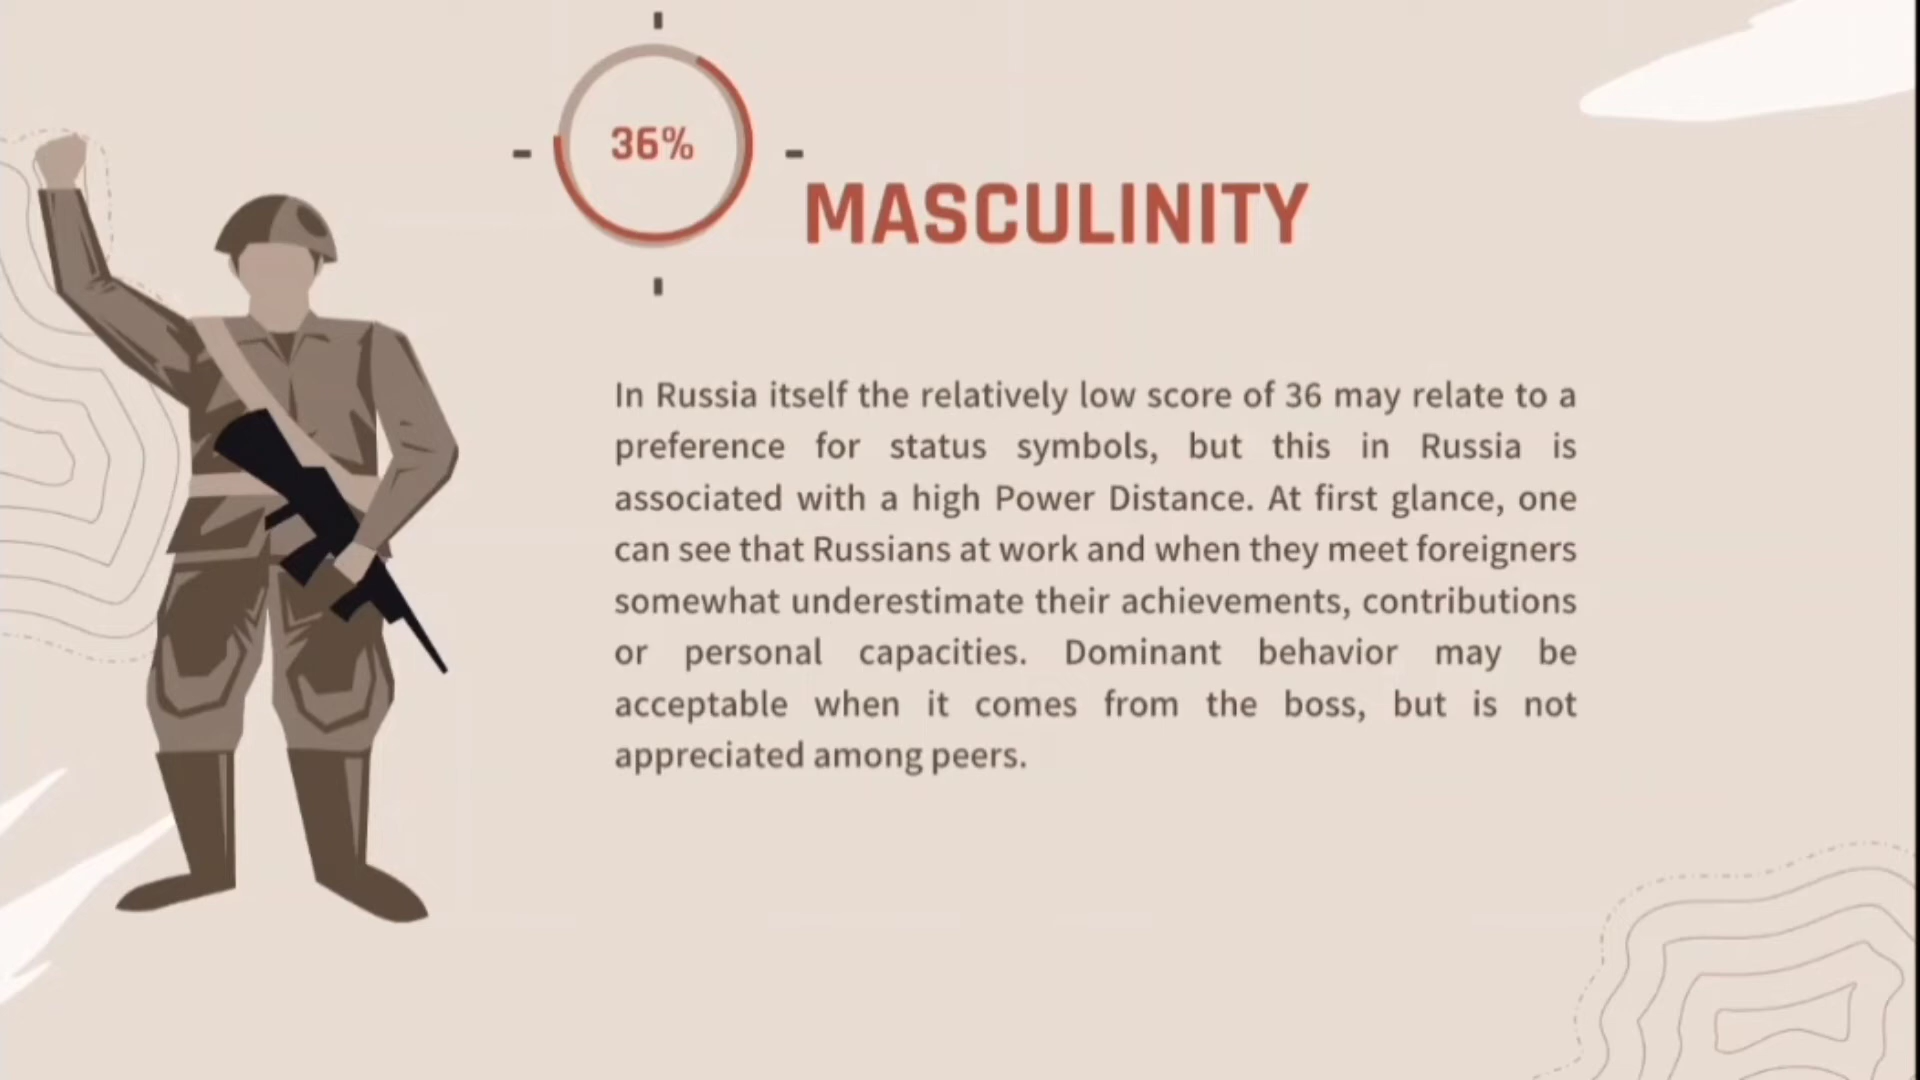 36%
MASCULINITY
In Russia itself the relatively low score of 36 may relate to a
preference for status symbols, but this in Russia is
associated with a high Power Distance. At first glance, one
can see that Russians at work and when they meet foreigners
somewhat underestimate their achievements, contributions
or personal capacities. Dominant behavior may be
acceptable when it comes from the boss, but is not
appreciated among peers.